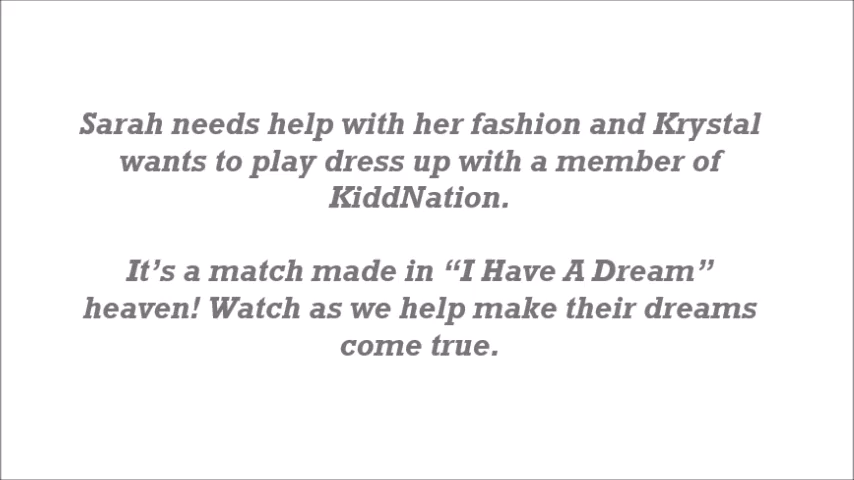 Sarah needs help with her fashion and Krystal
wants to play dress up with a member of
KiddNation.
It’s a match made in “I Have A Dream”
heaven! Watch as we help make their dreams
come true.